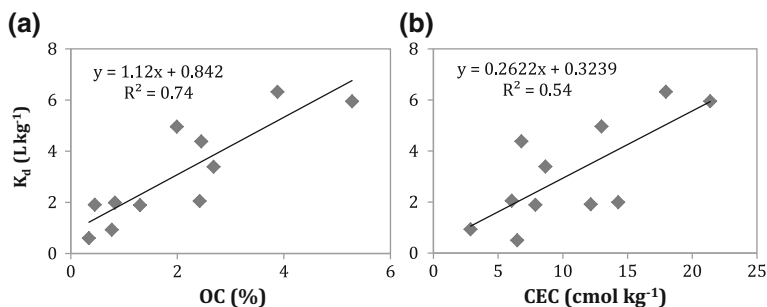 (a)
y = 1.12x + 0.842
R² = 0.74
8
6
4
2
0
K_d (L kg⁻¹)
0 2 4 6
OC (%)
(b)
y = 0.2622x + 0.3239
R² = 0.54
8
6
4
2
0
0 5 10 15 20 25
CEC (cmol kg⁻¹)